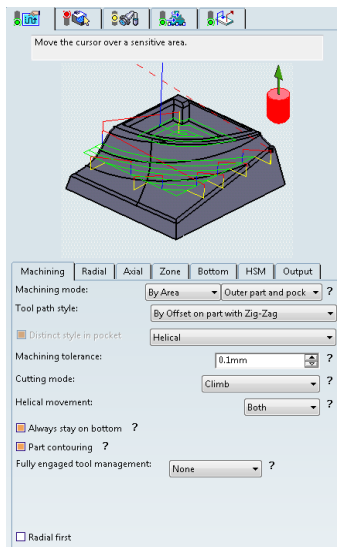 Move the cursor over a sensitive area.
Machining Radial Axial Zone Bottom HSM Output
Machining mode: By Area Outer part and pock ?
Tool path style: By Offset on part with Zig-Zag
Distinct style in pocket: Helical
Machining tolerance: 0.1mm ?
Cutting mode: Climb ?
Helical movement: Both ?
Always stay on bottom ?
Part contouring ?
Fully engaged tool management: None ?
Radial first